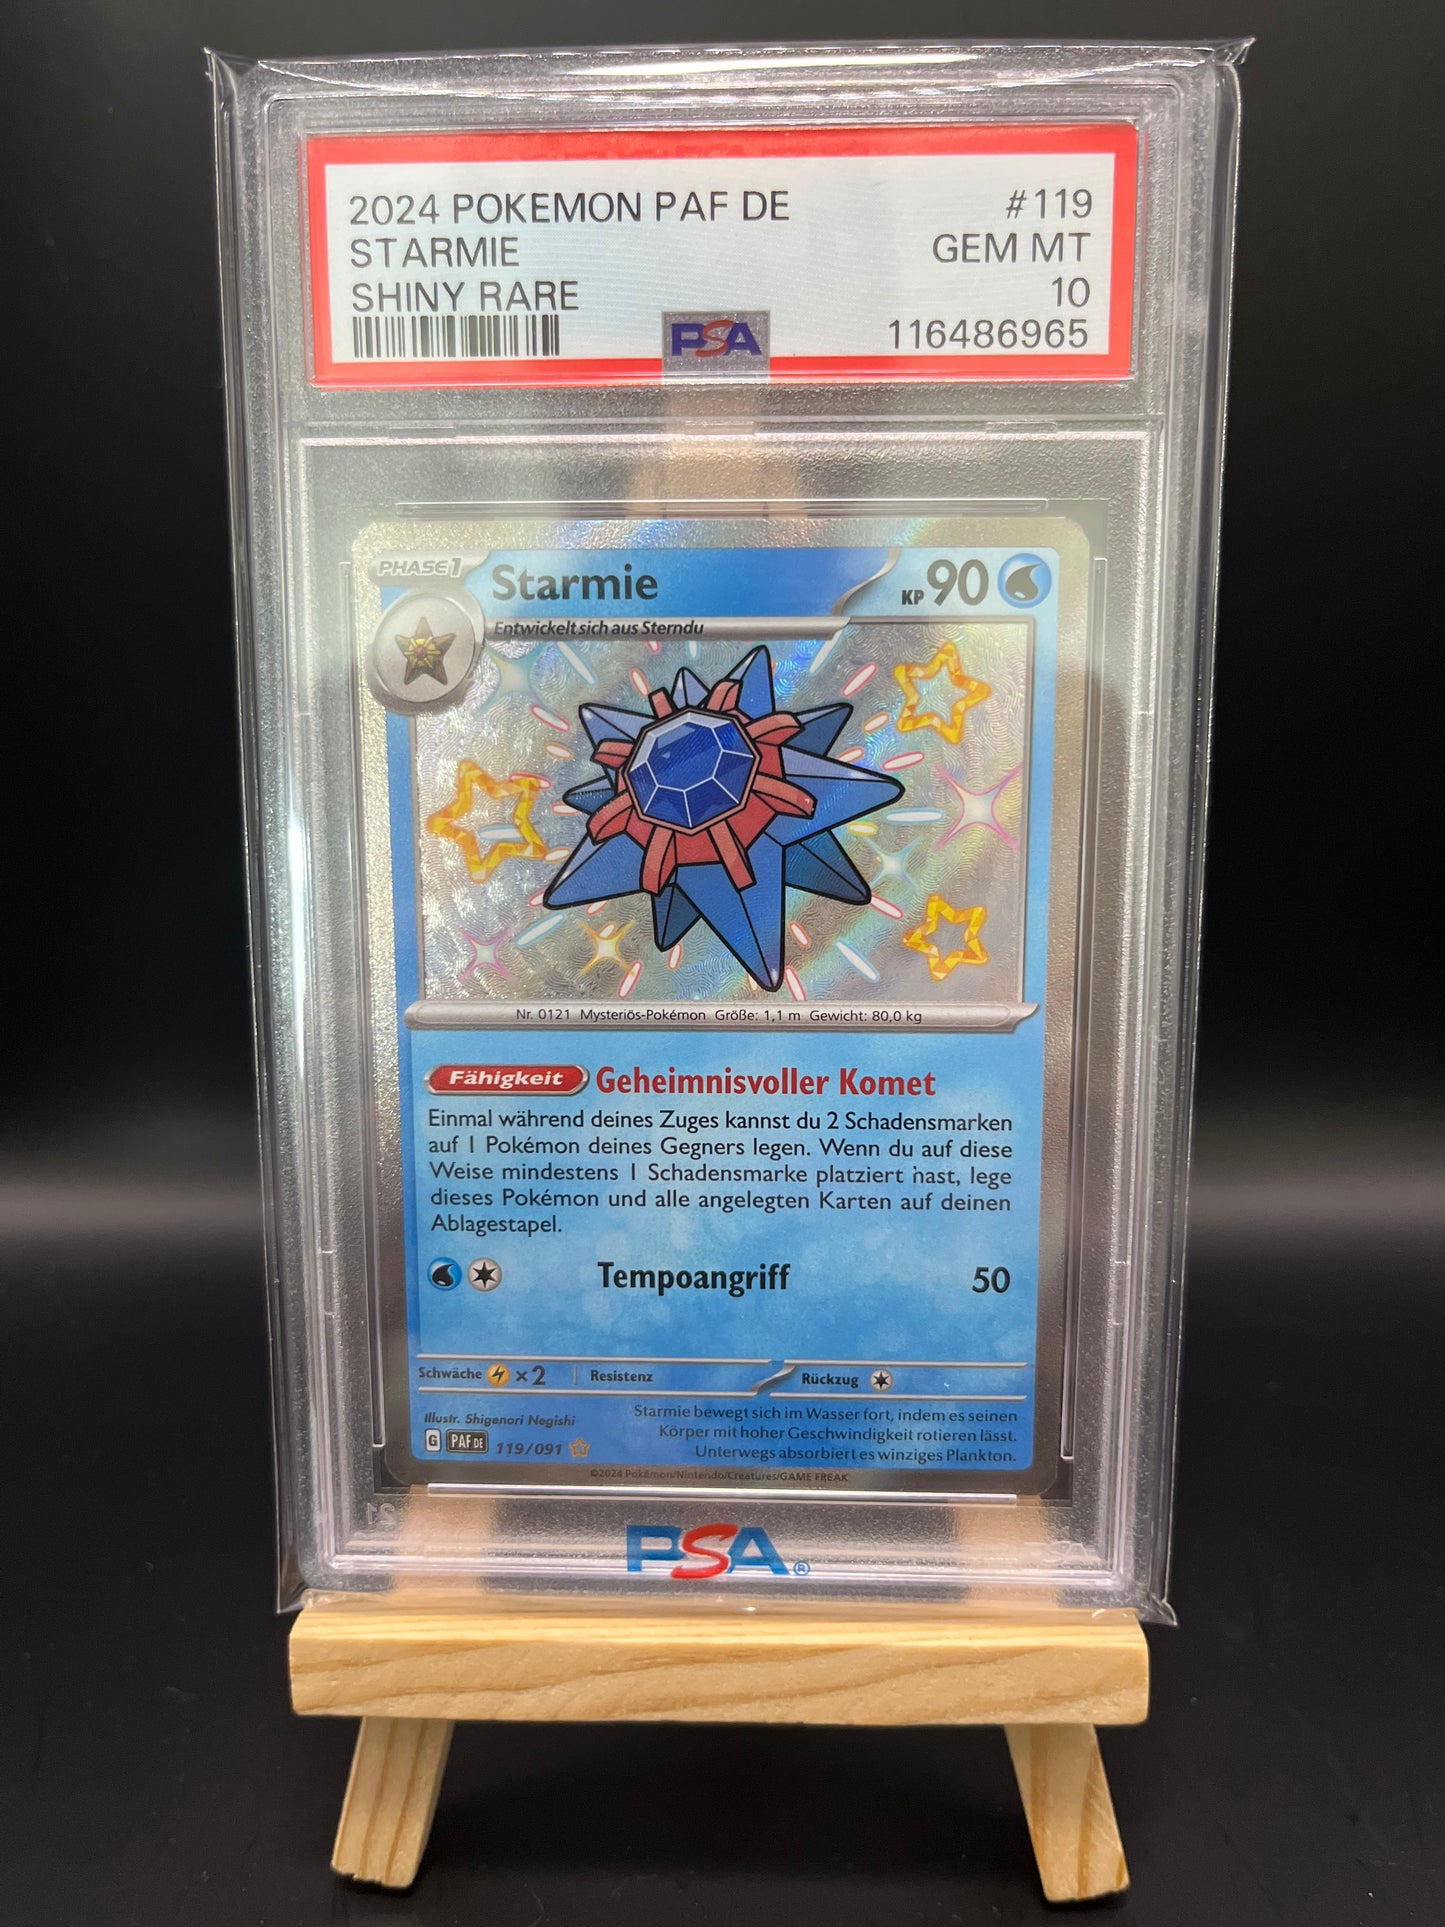 2024 POKEMON PAF DE #119
STARMIE GEM MT
SHINY RARE 10
PSA 116486965
PHASE 1 Starmie KP 90
Entwickelt sich aus Sterndu
Nr. 0121 Mysteriös-Pokémon Größe: 1,1 m Gewicht: 80,0 kg
Fähigkeit Geheimnisvoller Komet
Einmal während deines Zuges kannst du 2 Schadensmarken
auf 1 Pokémon deines Gegners legen. Wenn du auf diese
Weise mindestens 1 Schadensmarke platziert hast, lege
dieses Pokémon und alle angelegten Karten auf deinen
Ablagestapel.
Tempoangriff 50
Schwäche ×2 Resistenz Rückzug
Illustr. Shigenori Negishi
G PAF DE 119/091
Starmie bewegt sich im Wasser fort, indem es seinen
Körper mit hoher Geschwindigkeit rotieren lässt.
Unterwegs absorbiert es winziges Plankton.
©2024 Pokémon/Nintendo/Creatures/GAME FREAK
PSA®